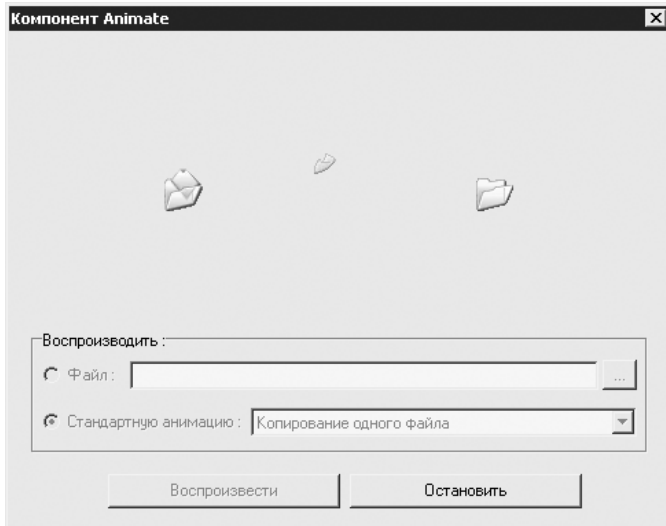 Компонент Animate
Воспроизводить :
Файл :
...
Стандартную анимацию :
Копирование одного файла
Воспроизвести
Остановить